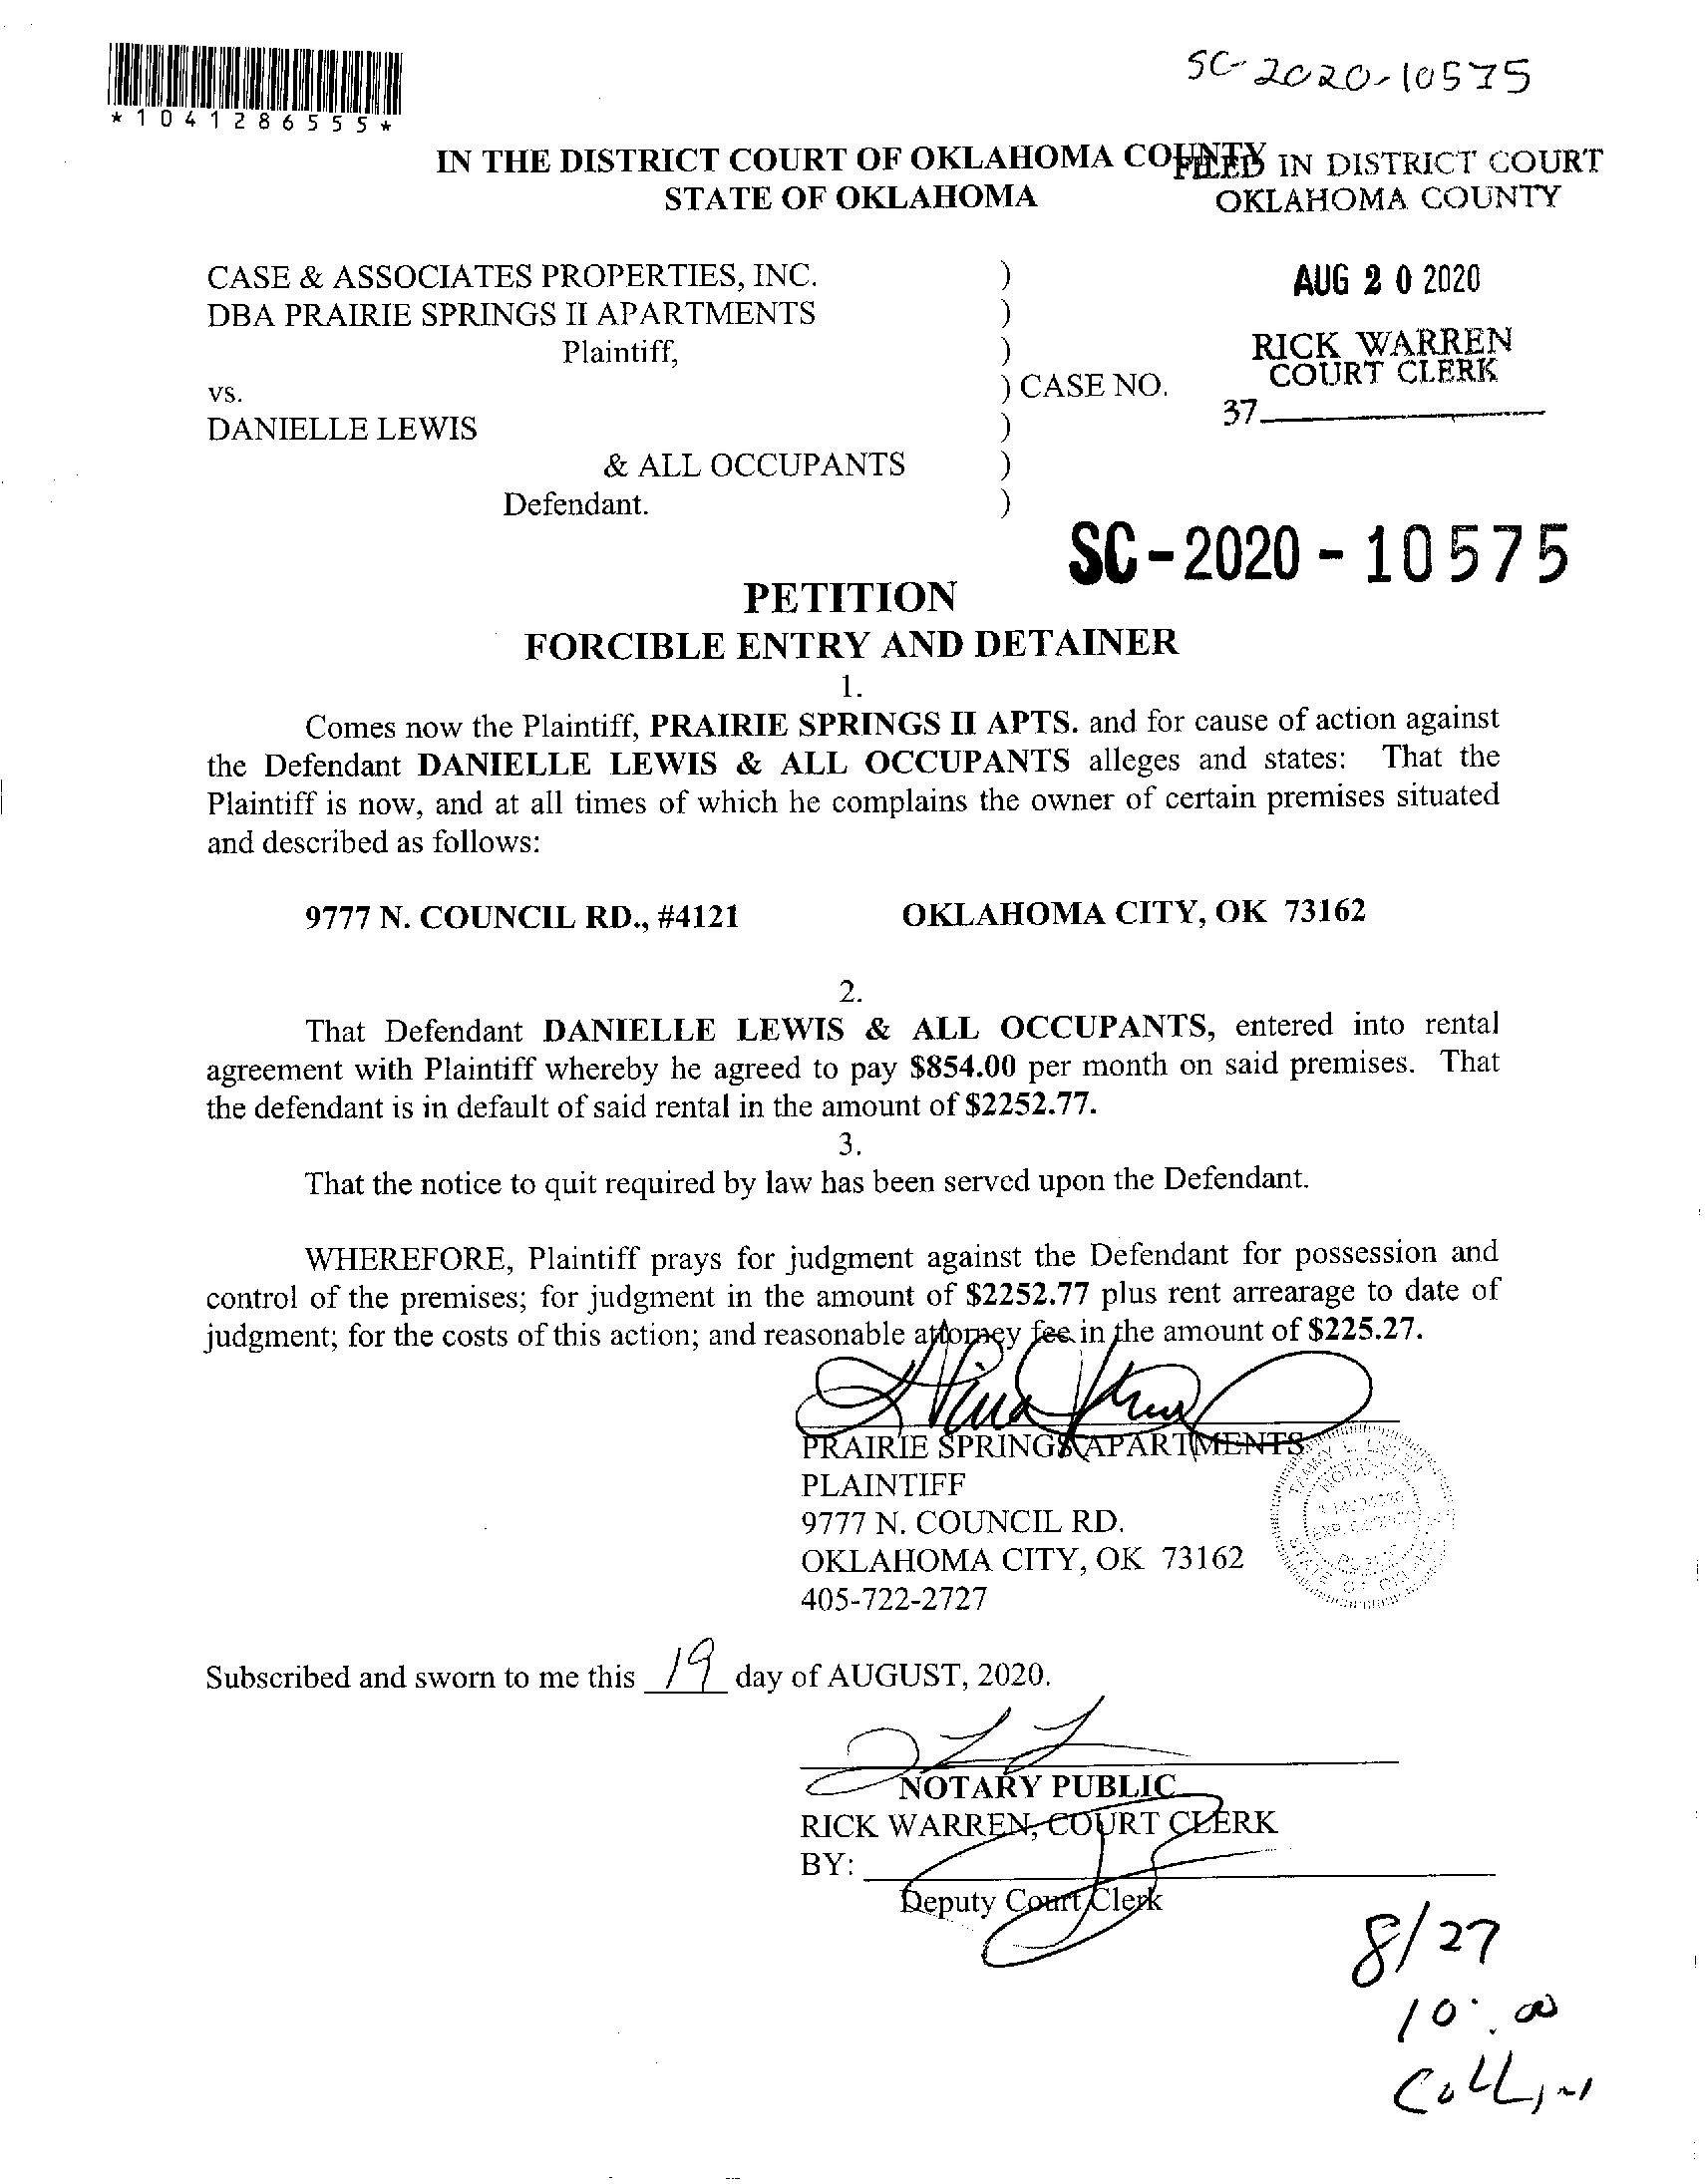 SC-2020-10575
*1041286555*
IN THE DISTRICT COURT OF OKLAHOMA COUNTY
STATE OF OKLAHOMA
FILED IN DISTRICT COURT
OKLAHOMA COUNTY
CASE & ASSOCIATES PROPERTIES, INC. )
AUG 20 2020
DBA PRAIRIE SPRINGS II APARTMENTS )
Plaintiff, )
RICK WARREN
COURT CLERK
vs. ) CASE NO.
37
DANIELLE LEWIS )
& ALL OCCUPANTS )
Defendant. )
SC-2020-10575
PETITION
FORCIBLE ENTRY AND DETAINER
1.
Comes now the Plaintiff, PRAIRIE SPRINGS II APTS. and for cause of action against
the Defendant DANIELLE LEWIS & ALL OCCUPANTS alleges and states: That the
Plaintiff is now, and at all times of which he complains the owner of certain premises situated
and described as follows:
9777 N. COUNCIL RD., #4121 OKLAHOMA CITY, OK 73162
2.
That Defendant DANIELLE LEWIS & ALL OCCUPANTS, entered into rental
agreement with Plaintiff whereby he agreed to pay $854.00 per month on said premises. That
the defendant is in default of said rental in the amount of $2252.77.
3.
That the notice to quit required by law has been served upon the Defendant.
WHEREFORE, Plaintiff prays for judgment against the Defendant for possession and
control of the premises; for judgment in the amount of $2252.77 plus rent arrearage to date of
judgment; for the costs of this action; and reasonable attorney fee in the amount of $225.27.
PRAIRIE SPRINGS APARTMENTS
PLAINTIFF
9777 N. COUNCIL RD.
OKLAHOMA CITY, OK 73162
405-722-2727
Subscribed and sworn to me this 19 day of AUGUST, 2020.
NOTARY PUBLIC
RICK WARREN, COURT CLERK
BY:
Deputy Court Clerk
8/27
10:00